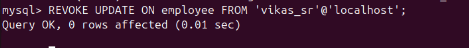 mysql> REVOKE UPDATE ON employee FROM 'vikas_sr'@'localhost';
Query OK, 0 rows affected (0.01 sec)